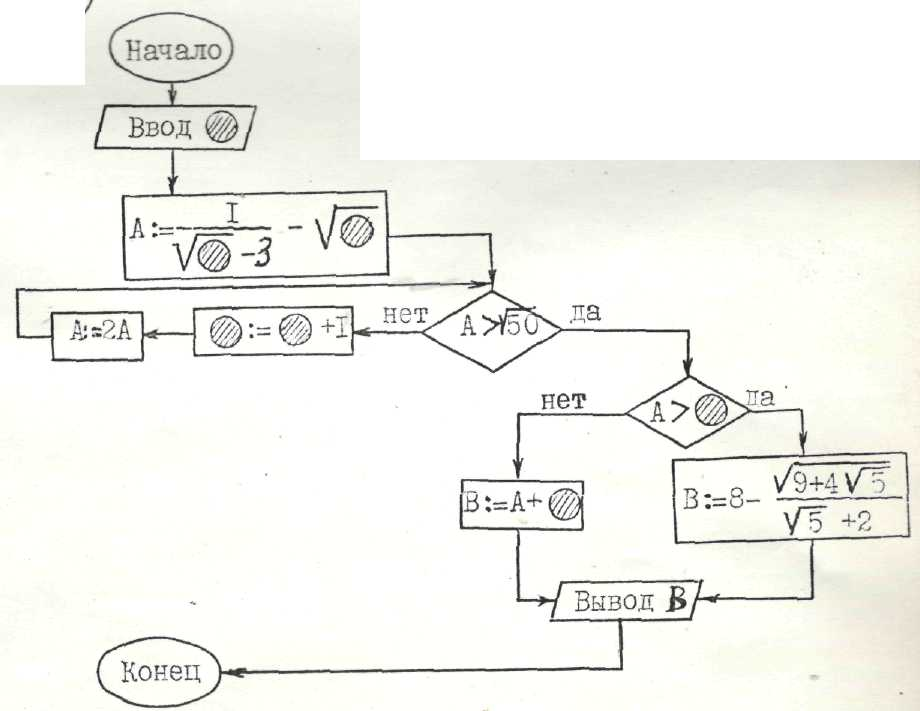 Начало
Ввод
A:= I / √ -3 - √
нет
A>√50
да
A:=2A
:= +I
нет
A>
да
B:=A+
B:=8- √9+4√5 / √5 +2
Вывод B
Конец